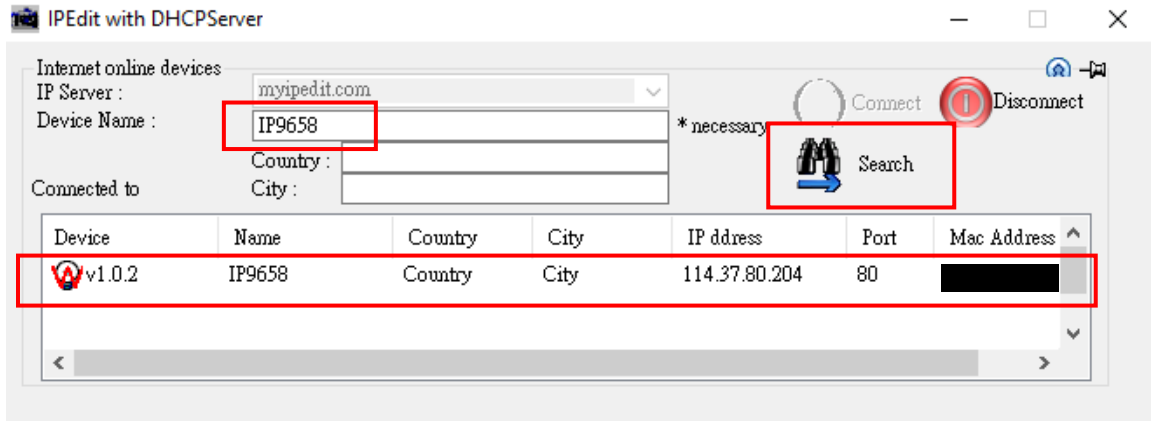 IPEdit with DHCPServer
Internet online devices
IP Server : myipedit.com Connect Disconnect
Device Name : IP9658 * necessary
Country : Search
Connected to City :
Device Name Country City IP ddress Port Mac Address
v1.0.2 IP9658 Country City 114.37.80.204 80